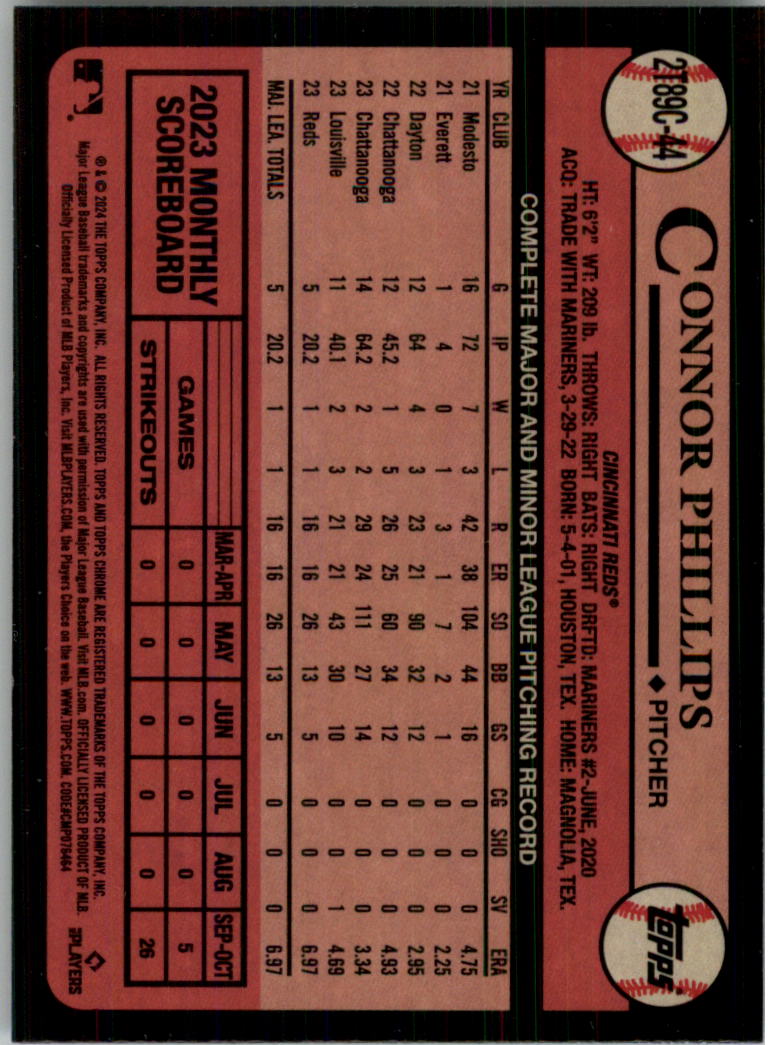 2T89C-44
CONNOR PHILLIPS
◆ PITCHER
topps®
CINCINNATI REDS®
HT: 6'2" WT: 209 lb. THROWS: RIGHT BATS: RIGHT DRFTD: MARINERS #2-JUNE, 2020
ACQ: TRADE WITH MARINERS, 3-29-22 BORN: 5-4-01, HOUSTON, TEX. HOME: MAGNOLIA, TEX.
COMPLETE MAJOR AND MINOR LEAGUE PITCHING RECORD
YR CLUB G IP W L R ER SO BB GS CG SHO SV ERA
21 Modesto 16 72 7 3 42 38 104 44 16 0 0 0 4.75
21 Everett 1 4 0 1 3 1 7 2 1 0 0 0 2.25
22 Dayton 12 64 4 3 23 21 90 32 12 0 0 0 2.95
22 Chattanooga 12 45.2 1 5 26 25 60 34 12 0 0 0 4.93
23 Chattanooga 14 64.2 2 2 29 24 111 27 14 0 0 0 3.34
23 Louisville 11 40.1 2 3 21 21 43 30 10 0 0 1 4.69
23 Reds 5 20.2 1 1 16 16 26 13 5 0 0 0 6.97
MAJ. LEA. TOTALS 5 20.2 1 1 16 16 26 13 5 0 0 0 6.97
2023 MONTHLY
SCOREBOARD
MAR-APR MAY JUN JUL AUG SEP-OCT
GAMES 0 0 0 0 0 5
STRIKEOUTS 0 0 0 0 0 26
® & © 2024 THE TOPPS COMPANY, INC. ALL RIGHTS RESERVED. TOPPS AND TOPPS CHROME ARE REGISTERED TRADEMARKS OF THE TOPPS COMPANY, INC.
Major League Baseball trademarks and copyrights are used with permission of Major League Baseball. Visit MLB.com. OFFICIALLY LICENSED PRODUCT OF MLB
Officially Licensed Product of MLB Players, Inc. Visit MLBPLAYERS.COM, the Players Choice on the web. WWW.TOPPS.COM. CODE#CMP076464
PLAYERS